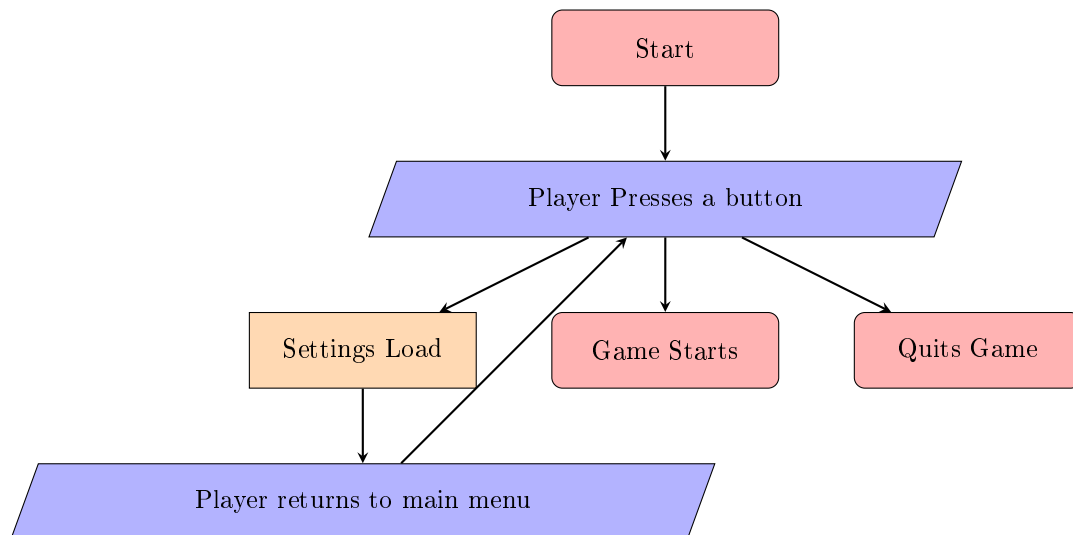 Start
Player Presses a button
Settings Load
Game Starts
Quits Game
Player returns to main menu